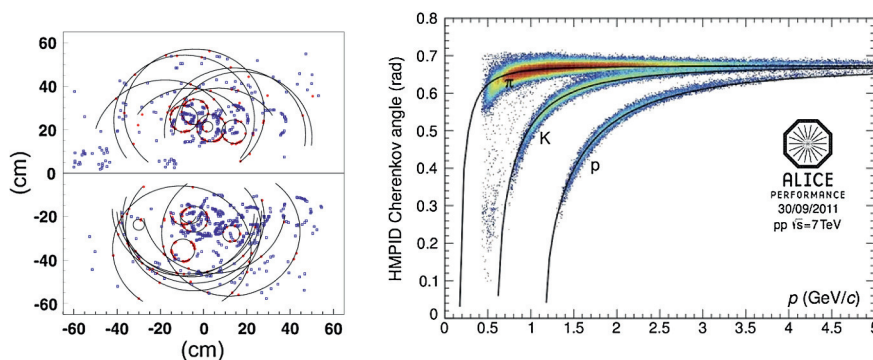 60
40
20
0
-20
-40
-60
(cm)
(cm)
-60 -40 -20 0 20 40 60
(cm)
HMPID Cherenkov angle (rad)
0.8
0.7
0.6
0.5
0.4
0.3
0.2
0.1
0
π
K
p
ALICE
PERFORMANCE
30/09/2011
pp √s=7TeV
p (GeV/c)
0 0.5 1 1.5 2 2.5 3 3.5 4 4.5 5